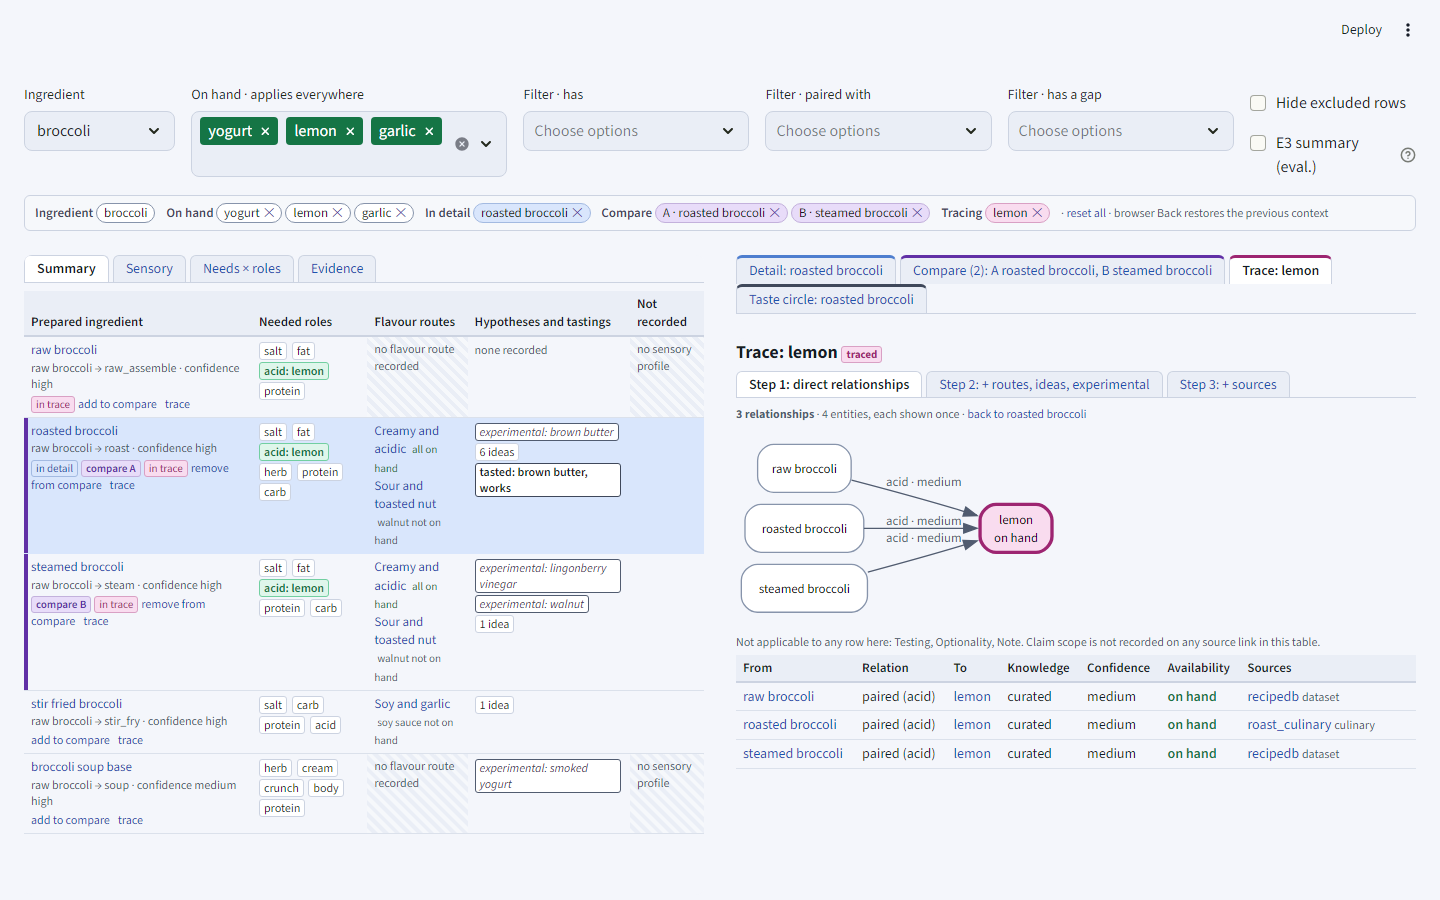 Deploy
Ingredient
On hand · applies everywhere
Filter · has
Filter · paired with
Filter · has a gap
broccoli
yogurt × lemon × garlic ×
Choose options
Choose options
Choose options
Hide excluded rows
E3 summary
(eval.)
Ingredient broccoli On hand yogurt × lemon × garlic × In detail roasted broccoli × Compare A · roasted broccoli × B · steamed broccoli × Tracing lemon × · reset all · browser Back restores the previous context
Summary
Sensory
Needs × roles
Evidence
Prepared ingredient
Needed roles
Flavour routes
Hypotheses and tastings
Not
recorded
raw broccoli
raw broccoli → raw_assemble · confidence
high
in trace add to compare trace
salt fat
acid: lemon
protein
no flavour route
recorded
none recorded
no sensory
profile
roasted broccoli
raw broccoli → roast · confidence high
in detail compare A in trace remove
from compare trace
salt fat
acid: lemon
herb protein
carb
Creamy and
acidic all on
hand
Sour and
toasted nut
walnut not on
hand
experimental: brown butter
6 ideas
tasted: brown butter,
works
steamed broccoli
raw broccoli → steam · confidence high
compare B in trace remove from
compare trace
salt fat
acid: lemon
protein carb
Creamy and
acidic all on
hand
Sour and
toasted nut
walnut not on
hand
experimental: lingonberry
vinegar
experimental: walnut
1 idea
stir fried broccoli
raw broccoli → stir_fry · confidence high
add to compare trace
salt carb
protein acid
Soy and garlic
soy sauce not on
hand
1 idea
broccoli soup base
raw broccoli → soup · confidence medium
high
add to compare trace
herb cream
crunch body
protein
no flavour route
recorded
experimental: smoked
yogurt
no sensory
profile
Detail: roasted broccoli
Compare (2): A roasted broccoli, B steamed broccoli
Trace: lemon
Taste circle: roasted broccoli
Trace: lemon traced
Step 1: direct relationships
Step 2: + routes, ideas, experimental
Step 3: + sources
3 relationships · 4 entities, each shown once · back to roasted broccoli
raw broccoli
acid · medium
roasted broccoli
acid · medium
acid · medium
lemon
on hand
steamed broccoli
Not applicable to any row here: Testing, Optionality, Note. Claim scope is not recorded on any source link in this table.
From Relation To Knowledge Confidence Availability Sources
raw broccoli paired (acid) lemon curated medium on hand recipedb dataset
roasted broccoli paired (acid) lemon curated medium on hand roast_culinary culinary
steamed broccoli paired (acid) lemon curated medium on hand recipedb dataset